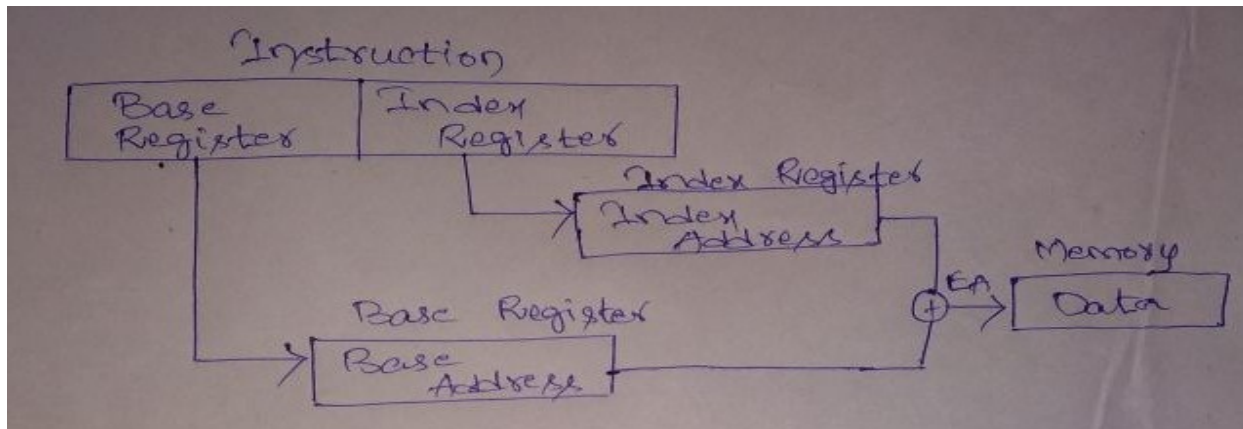 Instruction
Base
Register
Index
Register
Index Register
Index
Address
Memory
EA
Data
+
Base Register
Base
Address